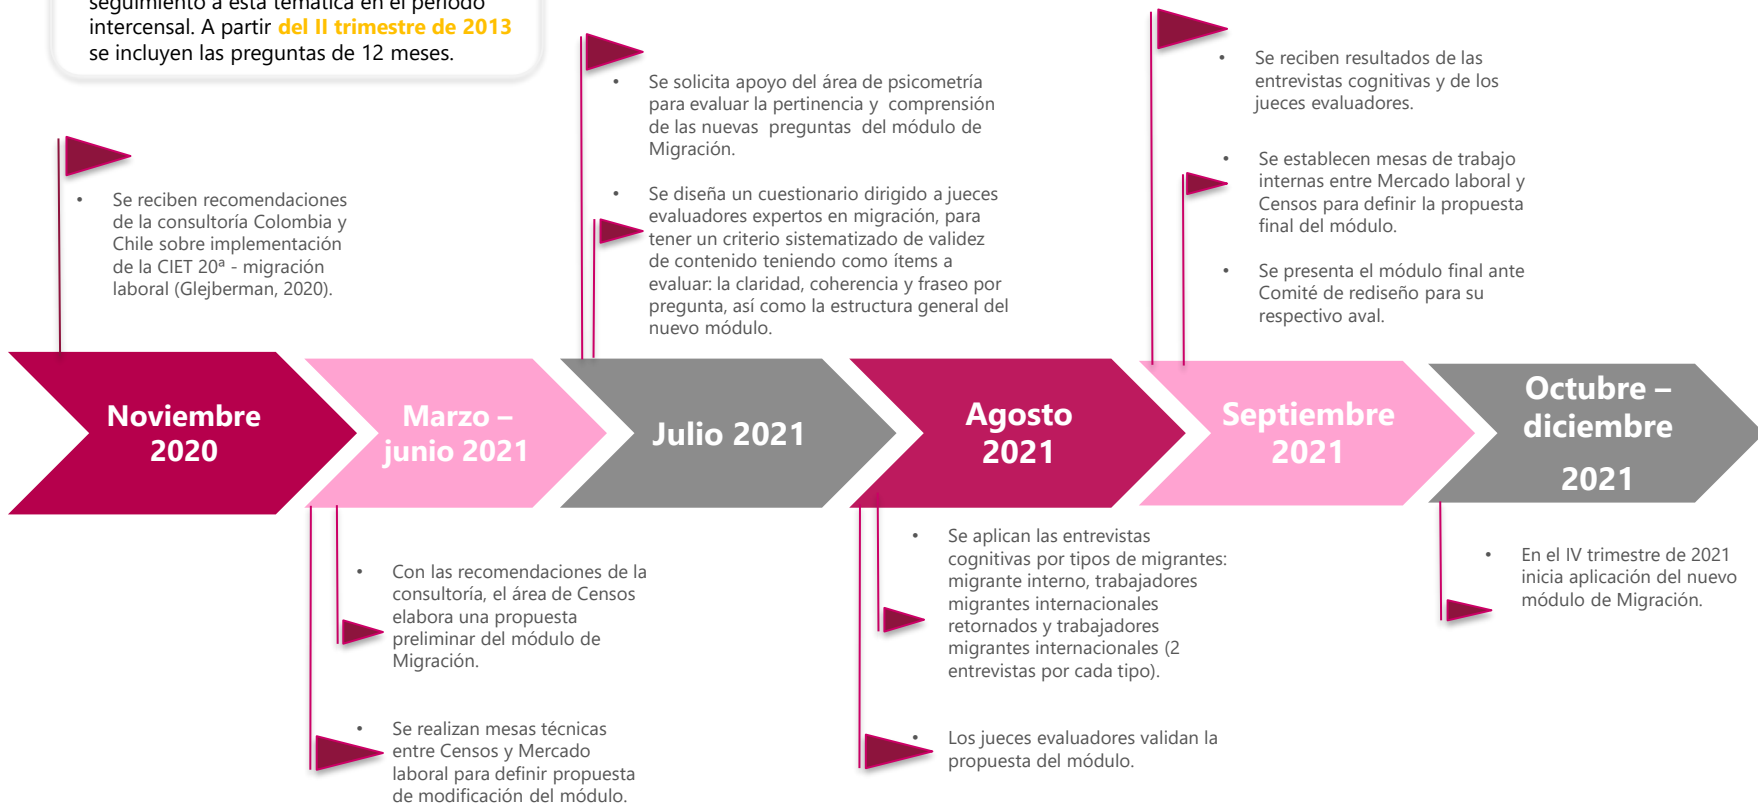 seguimiento a esta temática en el periodo
intercensal. A partir del II trimestre de 2013
se incluyen las preguntas de 12 meses.
• Se reciben recomendaciones
de la consultoría Colombia y
Chile sobre implementación
de la CIET 20ª - migración
laboral (Glejberman, 2020).
• Se solicita apoyo del área de psicometría
para evaluar la pertinencia y comprensión
de las nuevas preguntas del módulo de
Migración.
• Se diseña un cuestionario dirigido a jueces
evaluadores expertos en migración, para
tener un criterio sistematizado de validez
de contenido teniendo como ítems a
evaluar: la claridad, coherencia y fraseo por
pregunta, así como la estructura general del
nuevo módulo.
• Se reciben resultados de las
entrevistas cognitivas y de los
jueces evaluadores.
• Se establecen mesas de trabajo
internas entre Mercado laboral y
Censos para definir la propuesta
final del módulo.
• Se presenta el módulo final ante
Comité de rediseño para su
respectivo aval.
Noviembre
2020
Marzo –
junio 2021
Julio 2021
Agosto
2021
Septiembre
2021
Octubre –
diciembre
2021
• Con las recomendaciones de la
consultoría, el área de Censos
elabora una propuesta
preliminar del módulo de
Migración.
• Se realizan mesas técnicas
entre Censos y Mercado
laboral para definir propuesta
de modificación del módulo.
• Se aplican las entrevistas
cognitivas por tipos de migrantes:
migrante interno, trabajadores
migrantes internacionales
retornados y trabajadores
migrantes internacionales (2
entrevistas por cada tipo).
• Los jueces evaluadores validan la
propuesta del módulo.
• En el IV trimestre de 2021
inicia aplicación del nuevo
módulo de Migración.